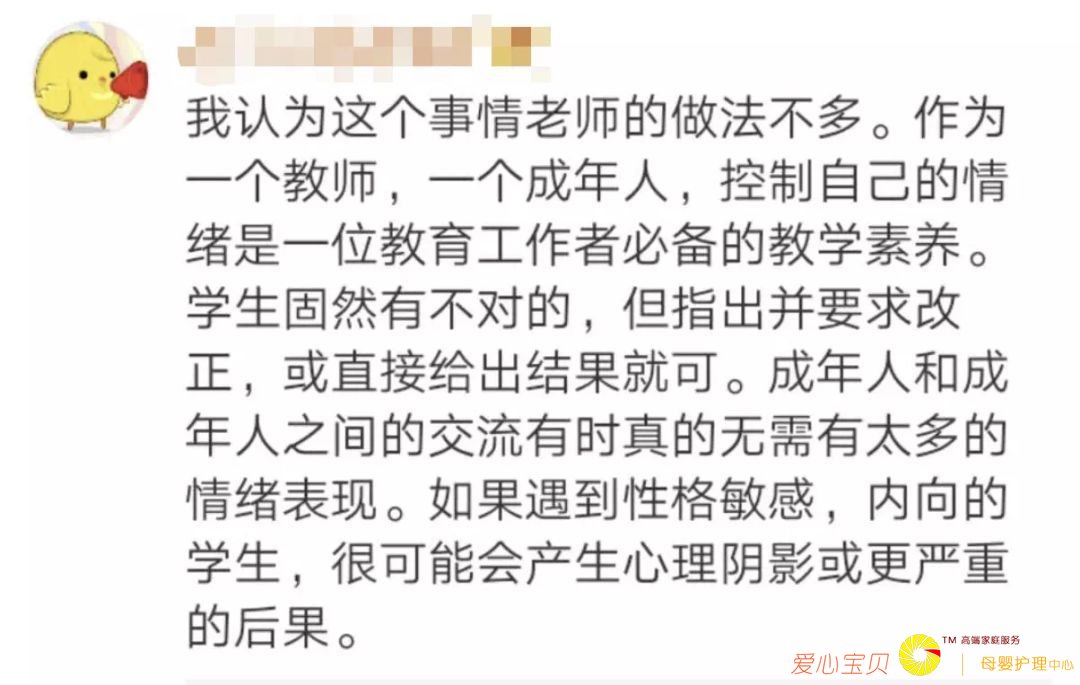 我认为这个事情老师的做法不多。作为
一个教师，一个成年人，控制自己的情
绪是一位教育工作者必备的教学素养。
学生固然有不对的，但指出并要求改
正，或直接给出结果就可。成年人和成
年人之间的交流有时真的无需有太多的
情绪表现。如果遇到性格敏感，内向的
学生，很可能会产生心理阴影或更严重
的后果。
爱心宝贝 TM 高端家庭服务
母婴护理中心